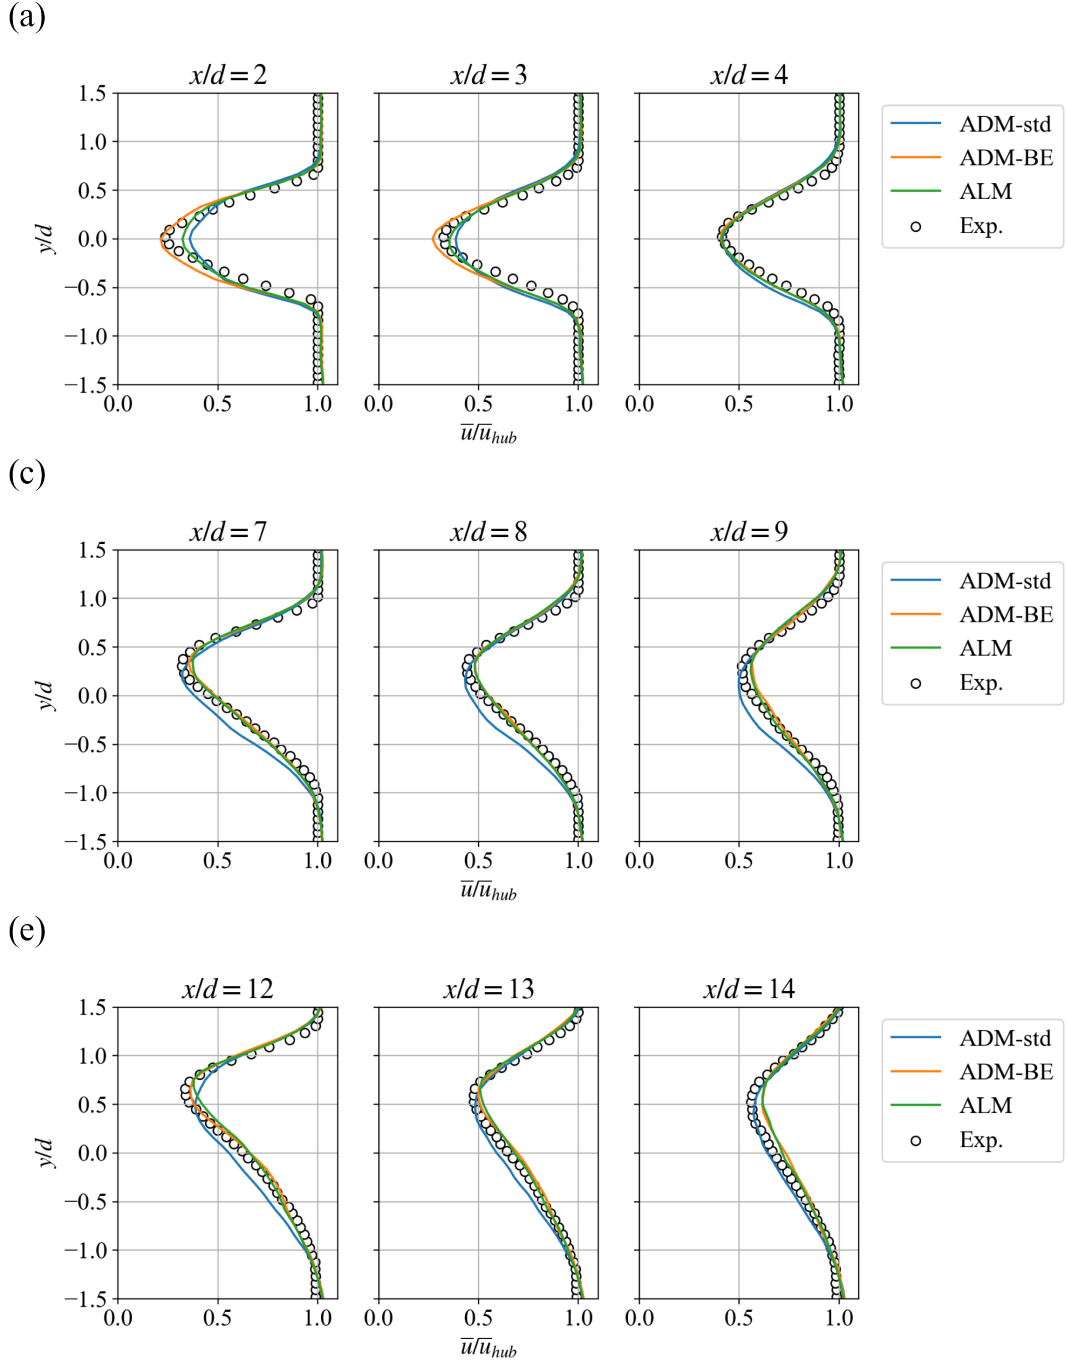 (a)
x/d = 2 x/d = 3 x/d = 4
1.5
1.0
0.5
0.0
−0.5
−1.0
−1.5
y/d
0.0 0.5 1.0 0.0 0.5 1.0 0.0 0.5 1.0
u̅/u̅hub
ADM-std
ADM-BE
ALM
Exp.
(c)
x/d = 7 x/d = 8 x/d = 9
1.5
1.0
0.5
0.0
−0.5
−1.0
−1.5
y/d
0.0 0.5 1.0 0.0 0.5 1.0 0.0 0.5 1.0
u̅/u̅hub
ADM-std
ADM-BE
ALM
Exp.
(e)
x/d = 12 x/d = 13 x/d = 14
1.5
1.0
0.5
0.0
−0.5
−1.0
−1.5
y/d
0.0 0.5 1.0 0.0 0.5 1.0 0.0 0.5 1.0
u̅/u̅hub
ADM-std
ADM-BE
ALM
Exp.